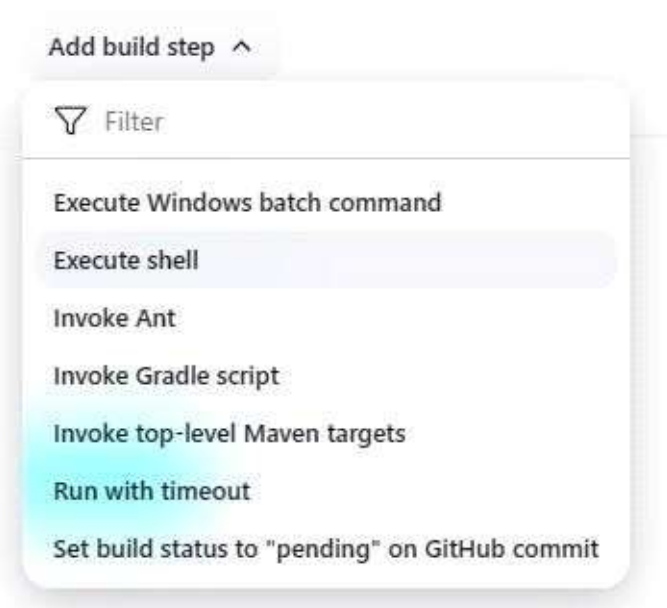 Add build step
Filter
Execute Windows batch command
Execute shell
Invoke Ant
Invoke Gradle script
Invoke top-level Maven targets
Run with timeout
Set build status to "pending" on GitHub commit